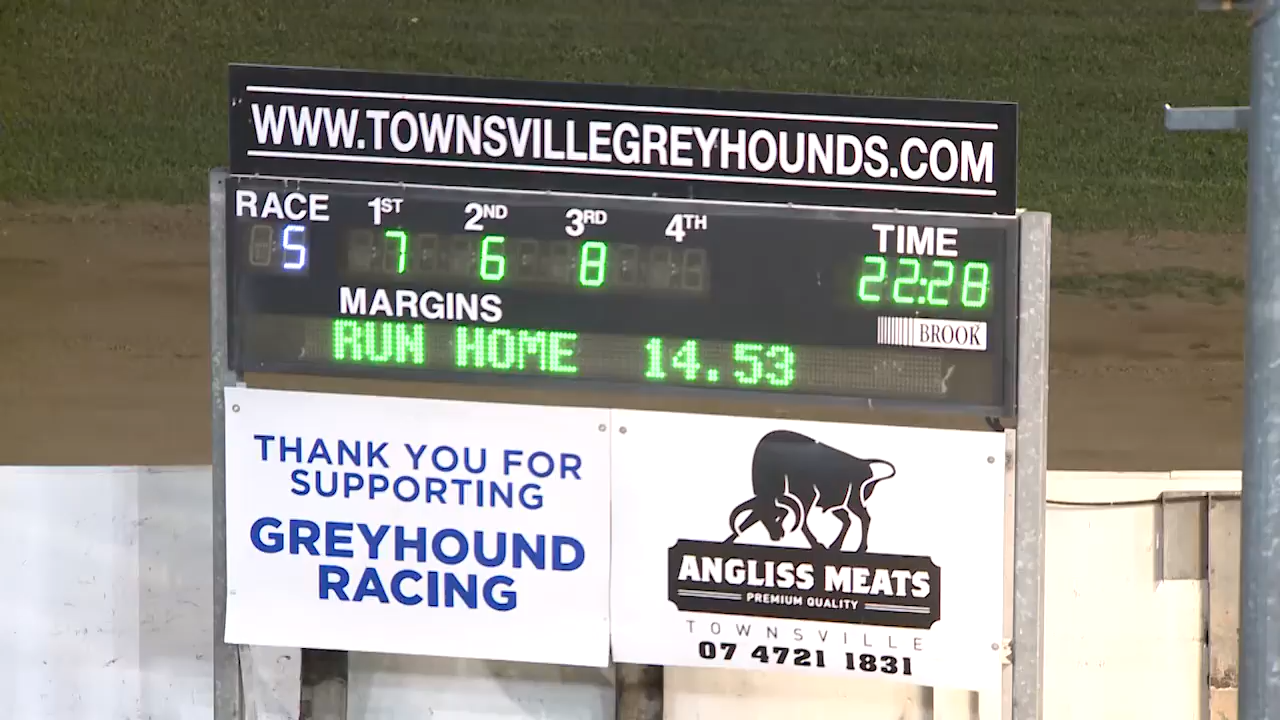 WWW.TOWNSVILLEGREYHOUNDS.COM
RACE 1ST 2ND 3RD 4TH TIME
5 7 6 8 22:28
MARGINS
BROOK
RUN HOME 14.53
THANK YOU FOR
SUPPORTING
GREYHOUND
RACING
ANGLISS MEATS
PREMIUM QUALITY
TOWNSVILLE
07 4721 1831